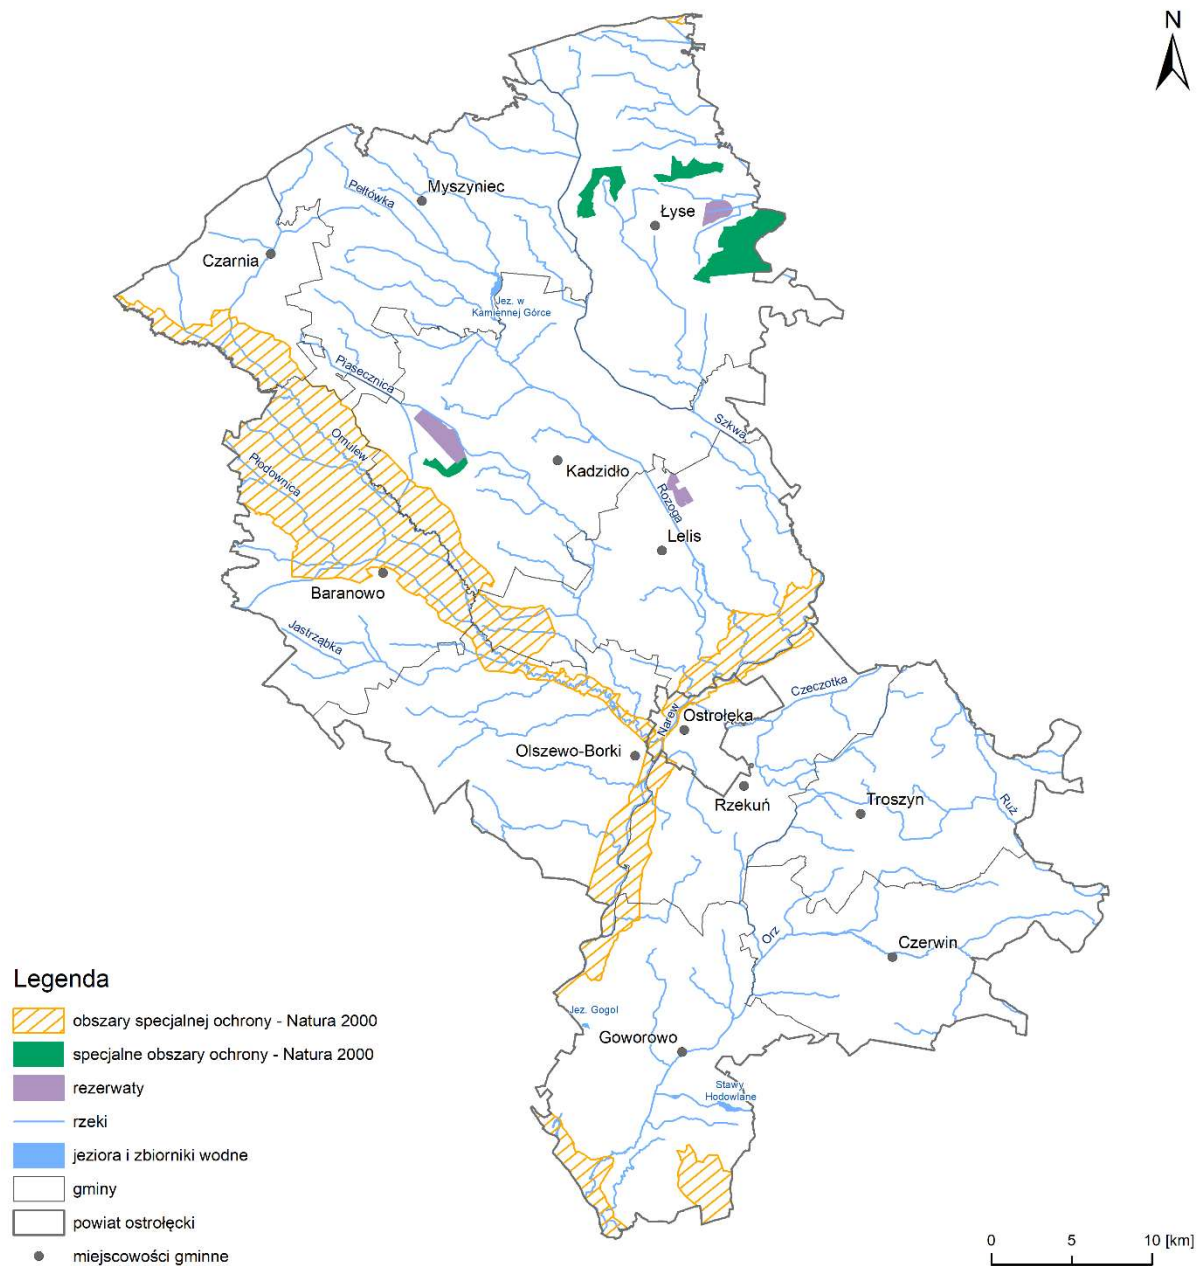 N
Myszyniec
Pełtówka
Łyse
Czarnia
Jez. w
Kamiennej Górce
Piasecznica
Szkwa
Omulew
Płodownica
Kadzidło
Rozoga
Lelis
Baranowo
Jastrząbka
Czeczotka
Narew
Ostrołęka
Olszewo-Borki
Rzekuń
Troszyn
Ruż
Orz
Czerwin
Jez. Gogol
Goworowo
Stawy
Hodowlane
Legenda
obszary specjalnej ochrony - Natura 2000
specjalne obszary ochrony - Natura 2000
rezerwaty
rzeki
jeziora i zbiorniki wodne
gminy
powiat ostrołęcki
miejscowości gminne
0 5 10 [km]